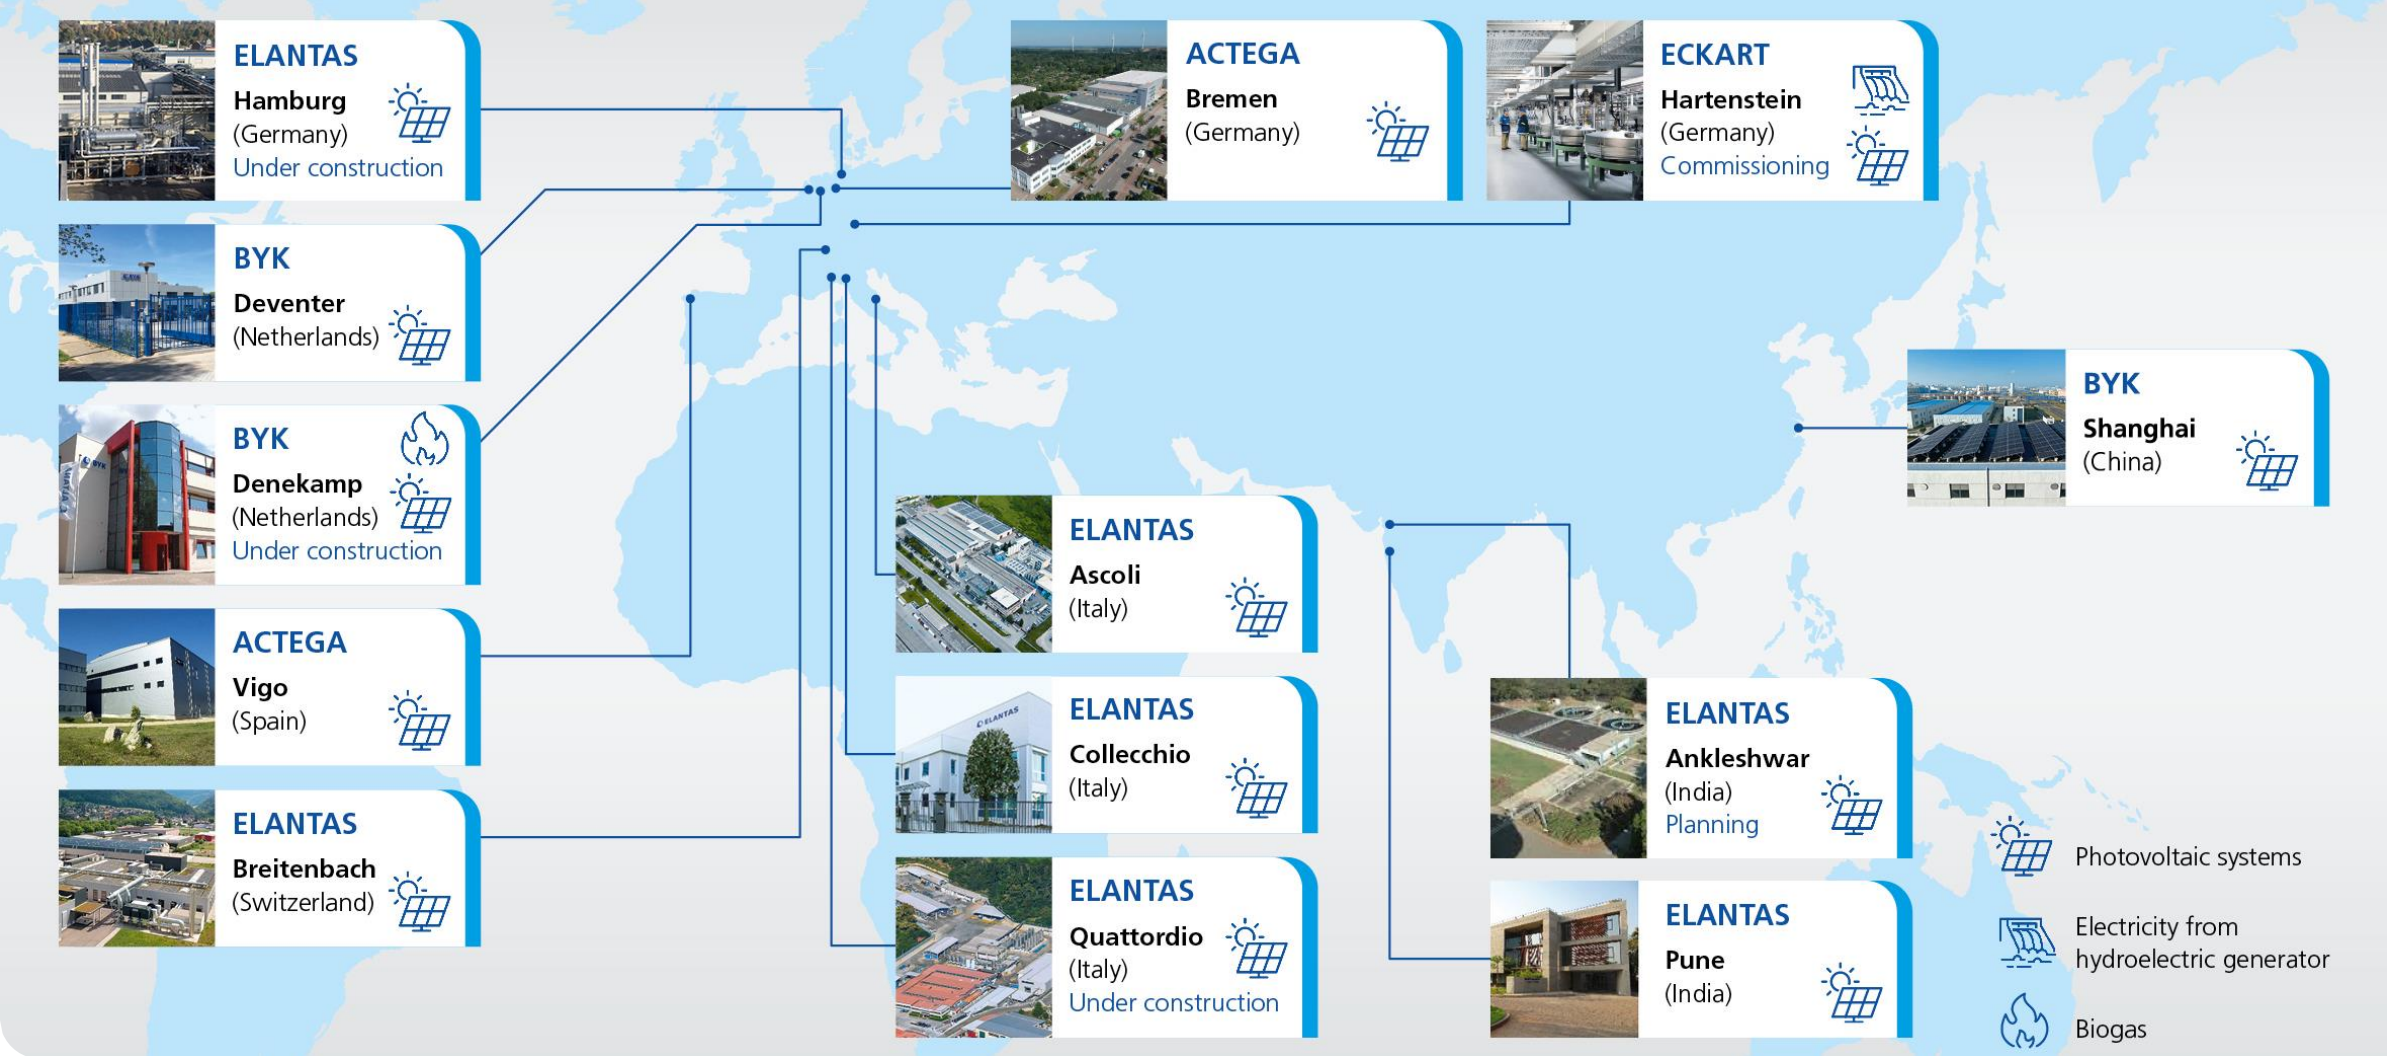 ELANTAS
Hamburg
(Germany)
Under construction
BYK
Deventer
(Netherlands)
BYK
Denekamp
(Netherlands)
Under construction
ACTEGA
Vigo
(Spain)
ELANTAS
Breitenbach
(Switzerland)
ACTEGA
Bremen
(Germany)
ECKART
Hartenstein
(Germany)
Commissioning
BYK
Shanghai
(China)
ELANTAS
Ascoli
(Italy)
ELANTAS
ELANTAS
Collecchio
(Italy)
ELANTAS
Quattordio
(Italy)
Under construction
ELANTAS
Ankleshwar
(India)
Planning
ELANTAS
Pune
(India)
Photovoltaic systems
Electricity from
hydroelectric generator
Biogas